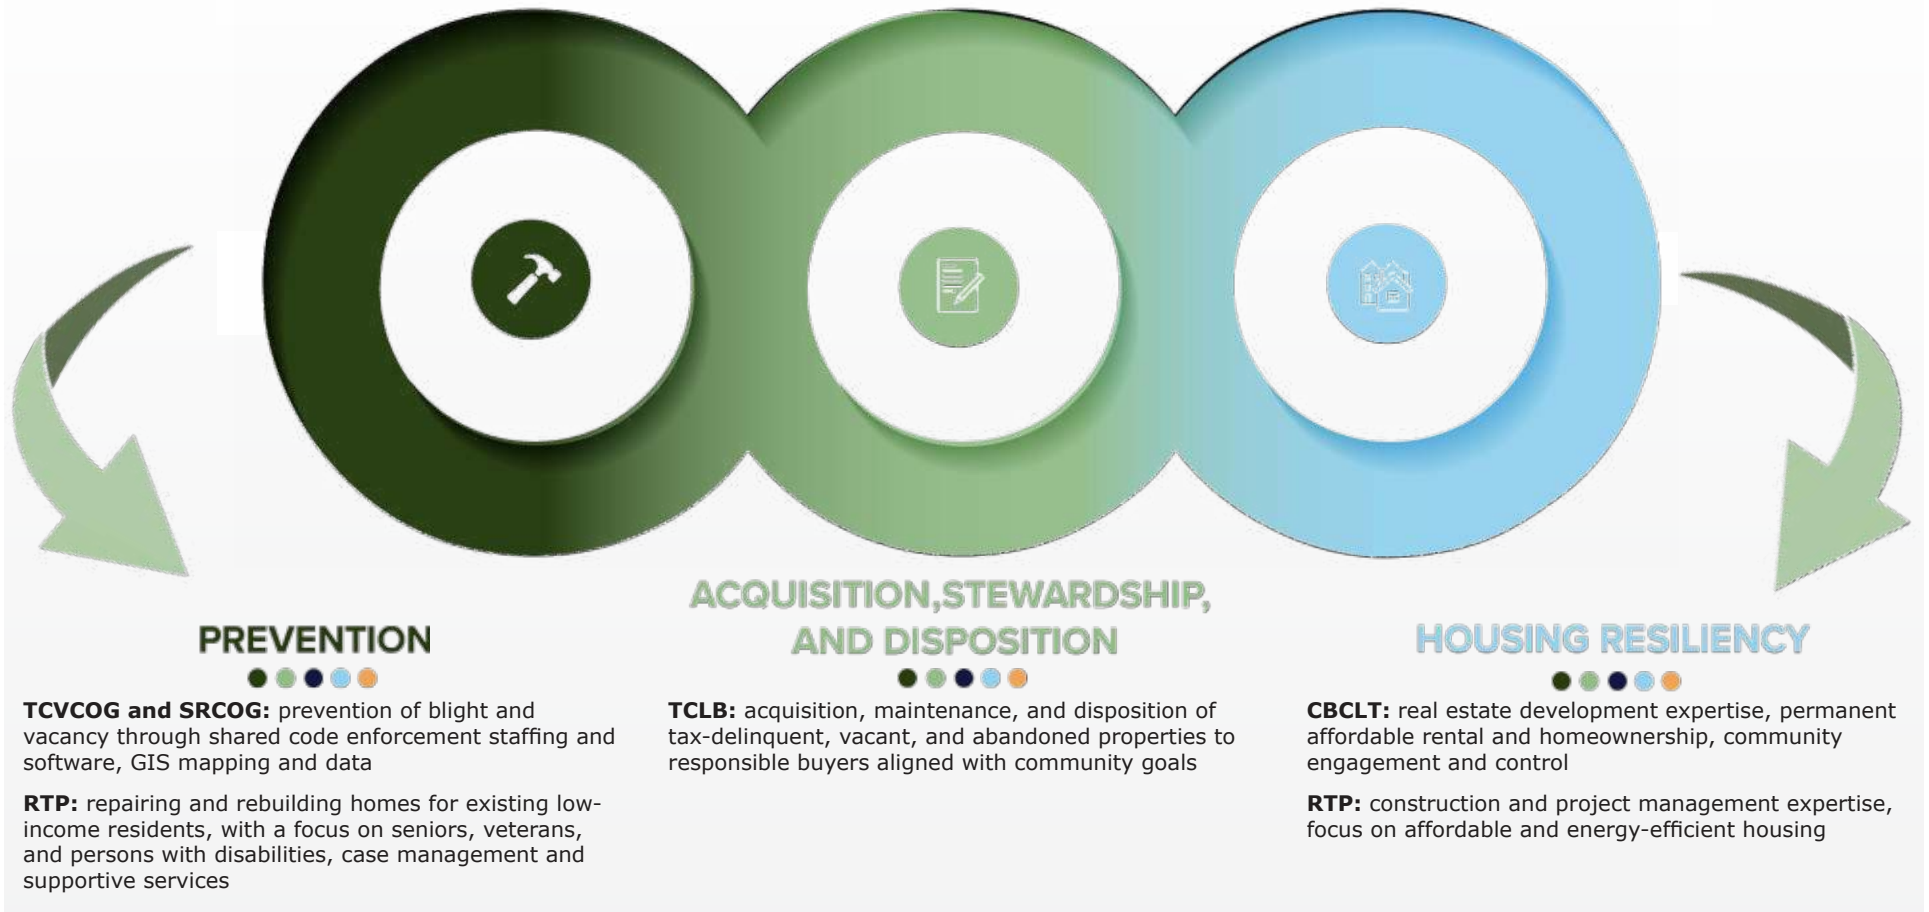 PREVENTION
TCVCOG and SRCOG: prevention of blight and
vacancy through shared code enforcement staffing and
software, GIS mapping and data
RTP: repairing and rebuilding homes for existing low-
income residents, with a focus on seniors, veterans,
and persons with disabilities, case management and
supportive services
ACQUISITION,STEWARDSHIP,
AND DISPOSITION
TCLB: acquisition, maintenance, and disposition of
tax-delinquent, vacant, and abandoned properties to
responsible buyers aligned with community goals
HOUSING RESILIENCY
CBCLT: real estate development expertise, permanent
affordable rental and homeownership, community
engagement and control
RTP: construction and project management expertise,
focus on affordable and energy-efficient housing